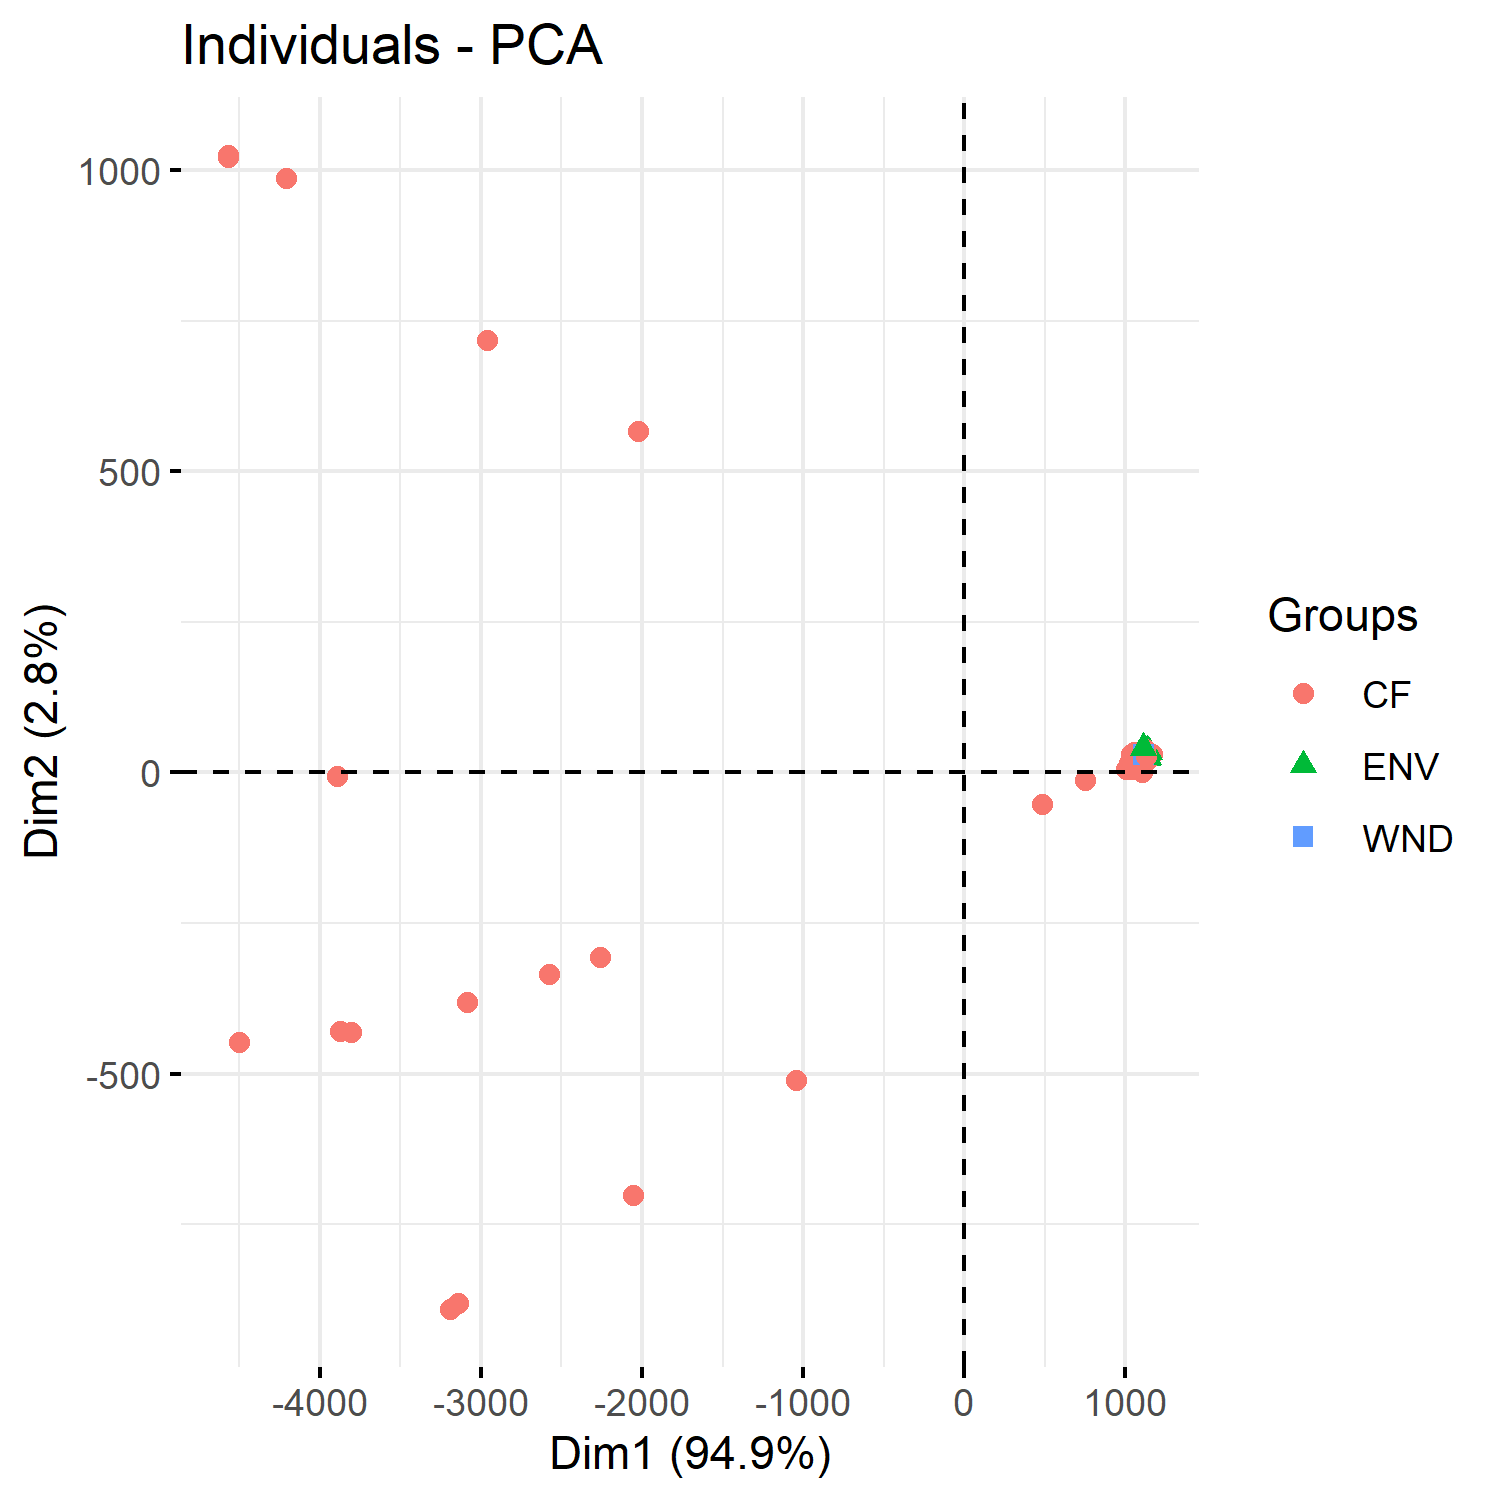 Individuals - PCA
1000
500
0
-500
Dim2 (2.8%)
-4000 -3000 -2000 -1000 0 1000
Dim1 (94.9%)
Groups
CF
ENV
WND